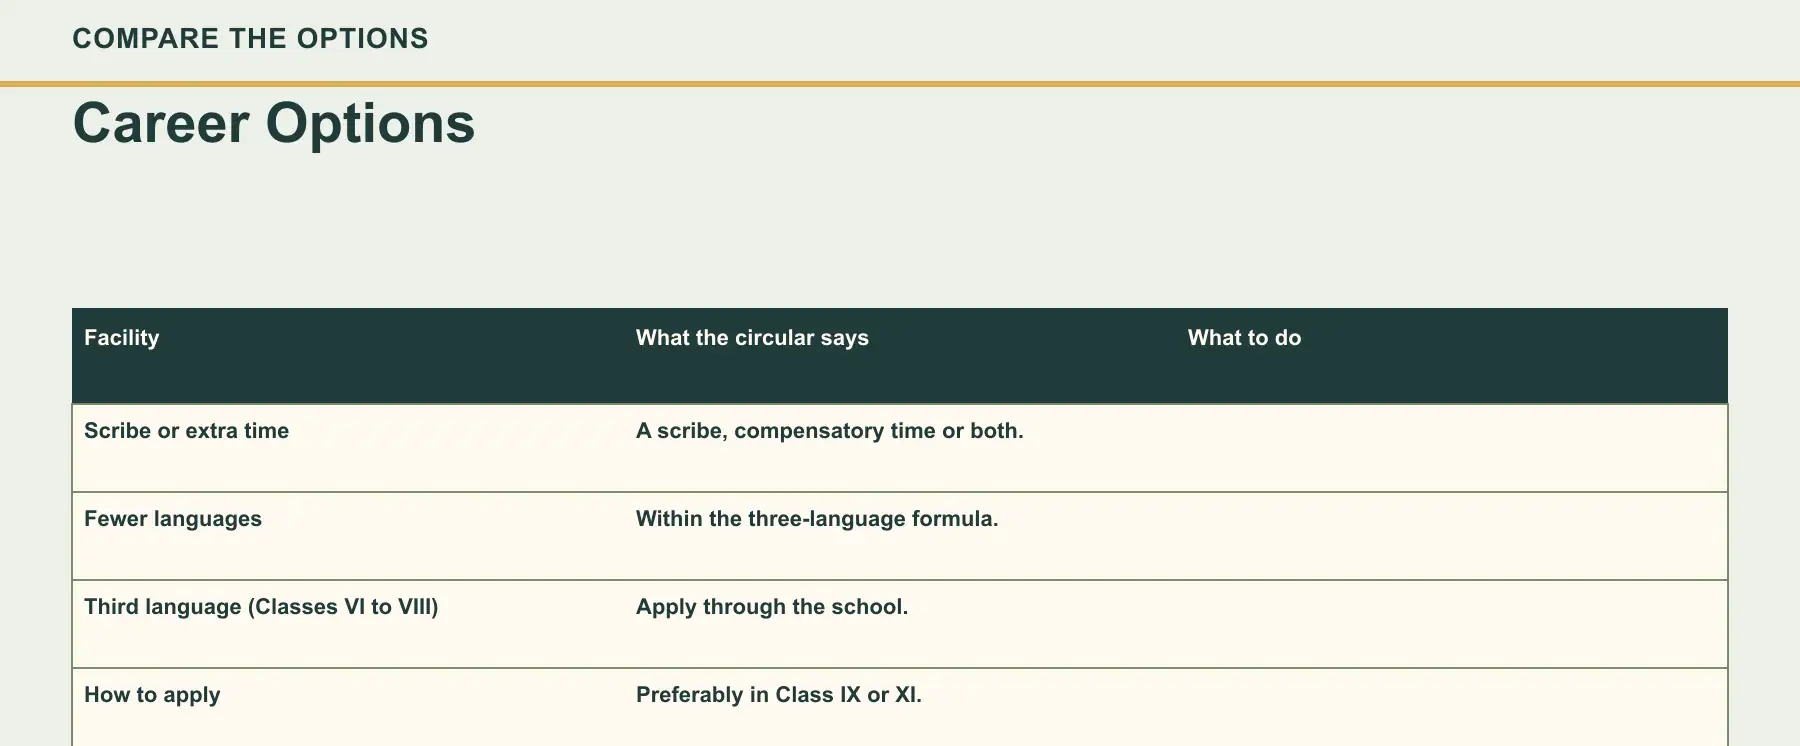 COMPARE THE OPTIONS
Career Options
Facility What the circular says What to do
Scribe or extra time A scribe, compensatory time or both.
Fewer languages Within the three-language formula.
Third language (Classes VI to VIII) Apply through the school.
How to apply Preferably in Class IX or XI.